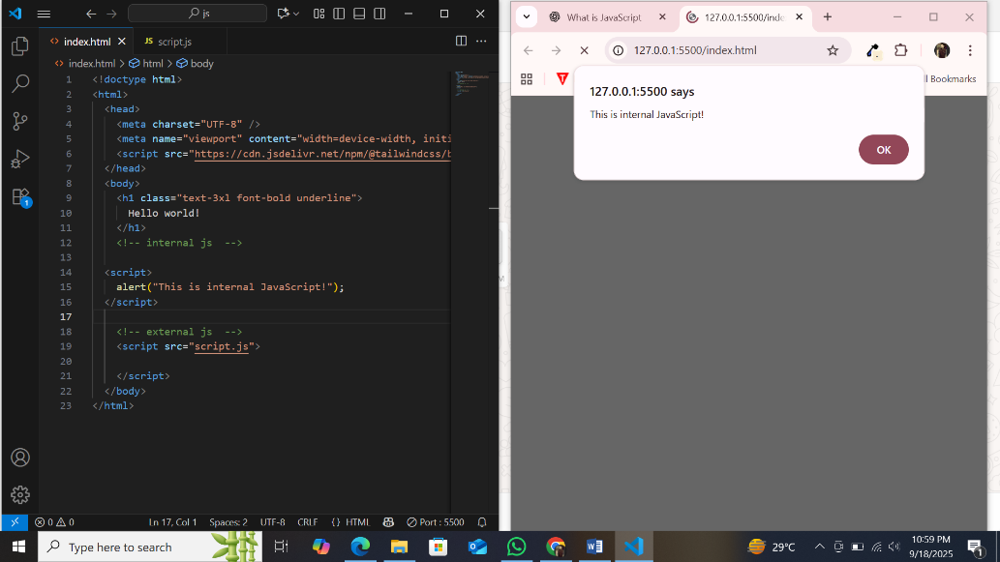 js
index.html
JS script.js
index.html > html > body
1 <!doctype html>
2 <html>
3 <head>
4 <meta charset="UTF-8" />
5 <meta name="viewport" content="width=device-width, initi
6 <script src="https://cdn.jsdelivr.net/npm/@tailwindcss/b
7 </head>
8 <body>
9 <h1 class="text-3xl font-bold underline">
10 Hello world!
11 </h1>
12 <!-- internal js  -->
13
14 <script>
15 alert("This is internal JavaScript!");
16 </script>
17
18 <!-- external js  -->
19 <script src="script.js">
20
21 </script>
22 </body>
23 </html>
1
0 0
Ln 17, Col 1
Spaces: 2
UTF-8
CRLF
{} HTML
Port : 5500
What is JavaScript
127.0.0.1:5500/inde
127.0.0.1:5500/index.html
T
ll Bookmarks
127.0.0.1:5500 says
This is internal JavaScript!
OK
M
Type here to search
29°C
10:59 PM
9/18/2025
1